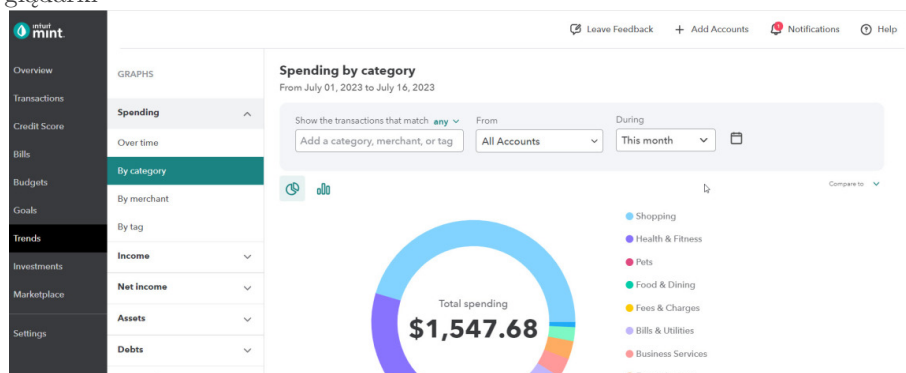 intuit
mint
Leave Feedback
+ Add Accounts
1
Notifications
Help
Overview
Transactions
Credit Score
Bills
Budgets
Goals
Trends
Investments
Marketplace
Settings
GRAPHS
Spending
Over time
By category
By merchant
By tag
Income
Net income
Assets
Debts
Spending by category
From July 01, 2023 to July 16, 2023
Show the transactions that match any
Add a category, merchant, or tag
From
All Accounts
During
This month
Compare to
Total spending
$1,547.68
Shopping
Health & Fitness
Pets
Food & Dining
Fees & Charges
Bills & Utilities
Business Services